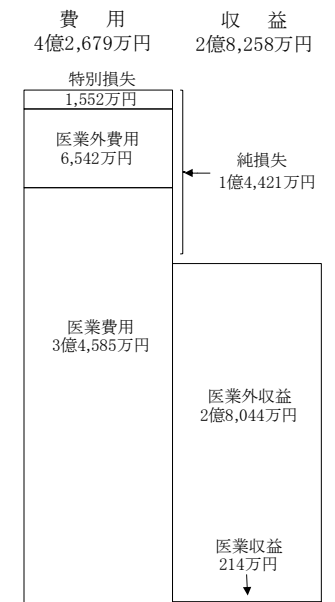 費　用
4億2,679万円
収　益
2億8,258万円
特別損失
1,552万円
医業外費用
6,542万円
純損失
1億4,421万円
医業費用
3億4,585万円
医業外収益
2億8,044万円
医業収益
214万円